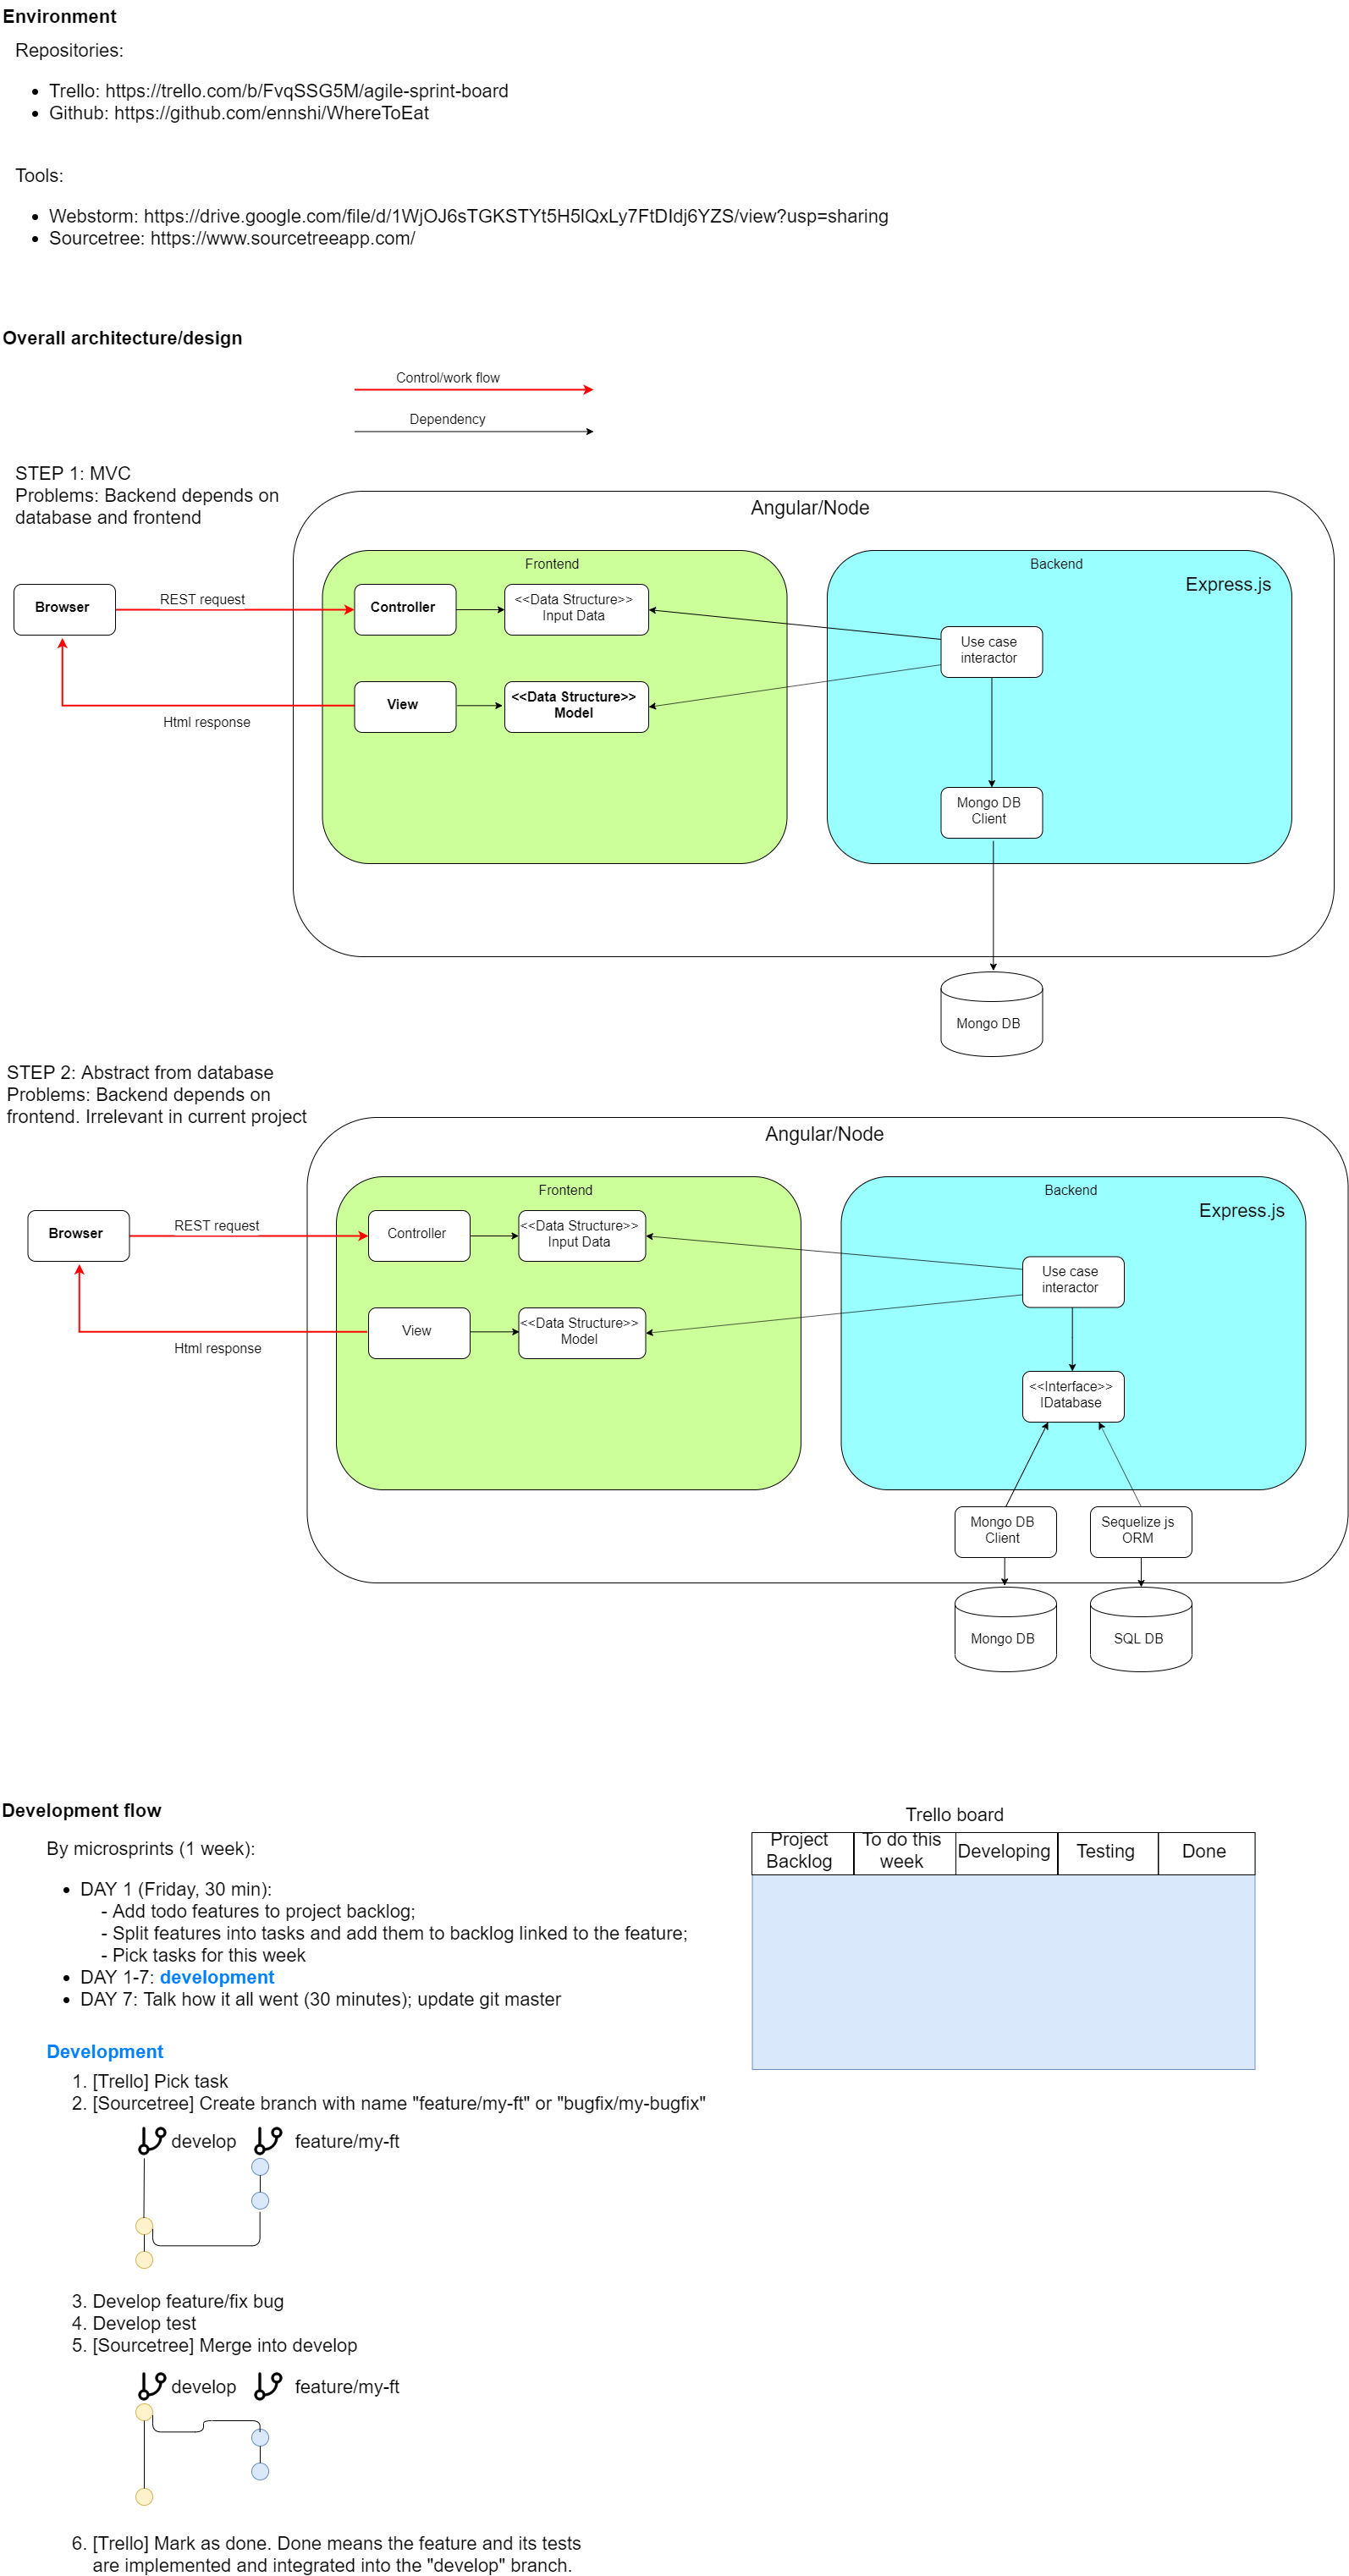 Environment
Repositories:
Trello: https://trello.com/b/FvqSSG5M/agile-sprint-board
Github: https://github.com/ennshi/WhereToEat
Tools:
Webstorm: https://drive.google.com/file/d/1WjOJ6sTGKSTYt5H5lQxLy7FtDIdj6YZS/view?usp=sharing
Sourcetree: https://www.sourcetreeapp.com/
Overall architecture/design
Control/work flow
Dependency
STEP 1: MVC
Problems: Backend depends on
database and frontend
Angular/Node
Frontend
Backend
Express.js
Browser
REST request
Controller
<<Data Structure>>
Input Data
Use case
interactor
View
<<Data Structure>>
Model
Html response
Mongo DB
Client
Mongo DB
STEP 2: Abstract from database
Problems: Backend depends on
frontend. Irrelevant in current project
Angular/Node
Frontend
Backend
Express.js
Browser
REST request
Controller
<<Data Structure>>
Input Data
Use case
interactor
View
<<Data Structure>>
Model
Html response
<<Interface>>
IDatabase
Mongo DB
Client
Sequelize js
ORM
Mongo DB
SQL DB
Development flow
By microsprints (1 week):
DAY 1 (Friday, 30 min):
- Add todo features to project backlog;
- Split features into tasks and add them to backlog linked to the feature;
- Pick tasks for this week
DAY 1-7: development
DAY 7: Talk how it all went (30 minutes); update git master
Trello board
Project
Backlog
To do this
week
Developing
Testing
Done
Development
1. [Trello] Pick task
2. [Sourcetree] Create branch with name "feature/my-ft" or "bugfix/my-bugfix"
develop
feature/my-ft
3. Develop feature/fix bug
4. Develop test
5. [Sourcetree] Merge into develop
develop
feature/my-ft
6. [Trello] Mark as done. Done means the feature and its tests
are implemented and integrated into the "develop" branch.